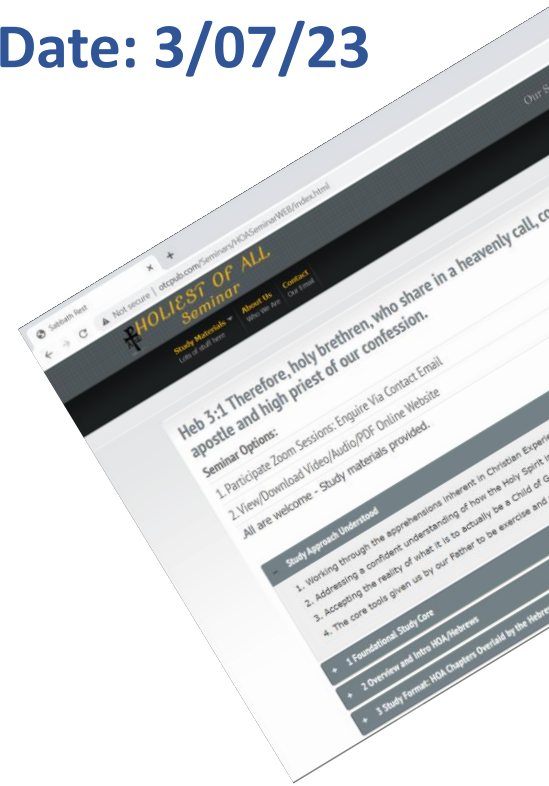 Date: 3/07/23
Our S
Sabbath Rest × +
Not secure | otcpub.com/Seminars/HOASeminarWEB/index.html
HOLIEST OF ALL
Seminar
Study Materials About Us Contact
Lots of stuff here Who We Are Our Email
Heb 3:1 Therefore, holy brethren, who share in a heavenly call, co
apostle and high priest of our confession.
Seminar Options:
1. Participate Zoom Sessions: Enquire Via Contact Email
2. View/Download Video/Audio/PDF Online Website
All are welcome - Study materials provided.
- Study Approach Understood
1. Working through the apprehensions inherent in Christian Experie
2. Addressing a confident understanding of how the Holy Spirit i
3. Accepting the reality of what it is to actually be a Child of G
4. The core tools given us by our Father to be exercise and
+ 1 Foundational Study Core
+ 2 Overview and Intro HOA/Hebrews
+ 3 Study Format: HOA Chapters Overlaid by the Hebre